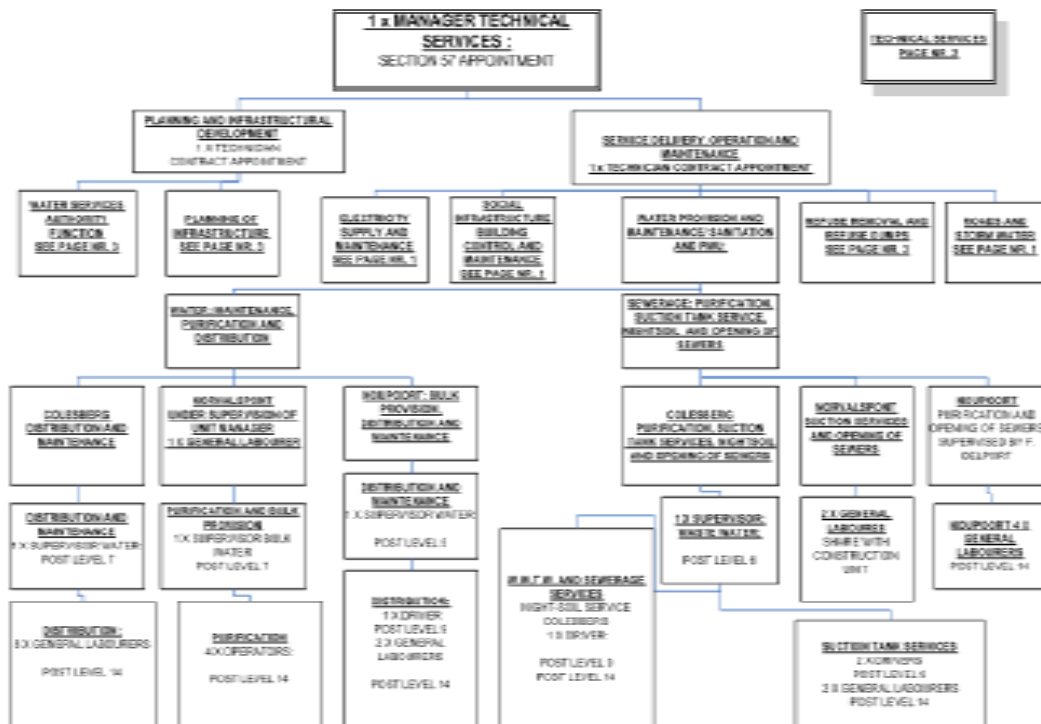 1 x MANAGER TECHNICAL
SERVICES :
SECTION 57 APPOINTMENT
TECHNICAL SERVICES
PAGE NR. 2
PLANNING AND INFRASTRUCTURAL
DEVELOPMENT
1 X TECHNICIAN
CONTRACT APPOINTMENT
SERVICE DELIVERY: OPERATION AND
MAINTENANCE
1x TECHNICIAN CONTRACT APPOINTMENT
WATER SERVICES
AUTHORITY
FUNCTION
SEE PAGE NR. 3
PLANNING OF
INFRASTRUCTURE
SEE PAGE NR. 3
ELECTRICITY
SUPPLY AND
MAINTENANCE
SEE PAGE NR. 1
SOCIAL
INFRASTRUCTURE
BUILDING
CONTROL AND
MAINTENANCE
SEE PAGE NR. 1
WATER PROVISION AND
MAINTENANCE/ SANITATION
AND PMU:
REFUSE REMOVAL AND
REFUSE DUMPS
SEE PAGE NR. 3
ROADS AND
STORM WATER
SEE PAGE NR. 1
WATER: MAINTENANCE,
PURIFICATION AND
DISTRIBUTION
SEWERAGE: PURIFICATION,
SUCTION TANK SERVICE,
NIGHTSOIL AND OPENING OF
SEWERS
COLESBERG
DISTRIBUTION AND
MAINTENANCE
NORVALSPONT
UNDER SUPERVISION OF
UNIT MANAGER
1 X GENERAL LABOURER
NOUPOORT: BULK
PROVISION,
DISTRIBUTION AND
MAINTENANCE
COLESBERG
PURIFICATION, SUCTION
TANK SERVICES, NIGHTSOIL
AND OPENING OF SEWERS
NORVALSPONT
SUCTION SERVICES
AND OPENING OF
SEWERS
NOUPOORT
PURIFICATION AND
OPENING OF SEWERS
SUPERVISED BY F.
DELPORT
DISTRIBUTION AND
MAINTENANCE
1 X SUPERVISOR WATER:
POST LEVEL 7
PURIFICATION AND BULK
PROVISION
1 X SUPERVISOR BULK
WATER
POST LEVEL 7
DISTRIBUTION AND
MAINTENANCE
1 X SUPERVISOR WATER:
POST LEVEL
1 X SUPERVISOR:
WASTE WATER:
POST LEVEL 6
2 X GENERAL
LABOURES
SHARE WITH
CONSTRUCTION
UNIT
NOUPOORT 4 X
GENERAL
LABOURERS
POST LEVEL 14
DISTRIBUTION :
X GENERAL LABOURERS
POST LEVEL 14
PURIFICATION
4 X OPERATORS:
POST LEVEL 14
DISTRIBUTION:
1 X DRIVER
POST LEVEL 9
2 X GENERAL
LABOURERS
POST LEVEL 14
W.W.T.W. AND SEWERAGE
SERVICES
NIGHT-SOIL SERVICE
COLESBERG
1 X DRIVER:
POST LEVEL 9
POST LEVEL 14
SUCTION TANK SERVICES
2 X DRIVERS
POST LEVEL
2 X GENERAL LABOURERS
POST LEVEL 14